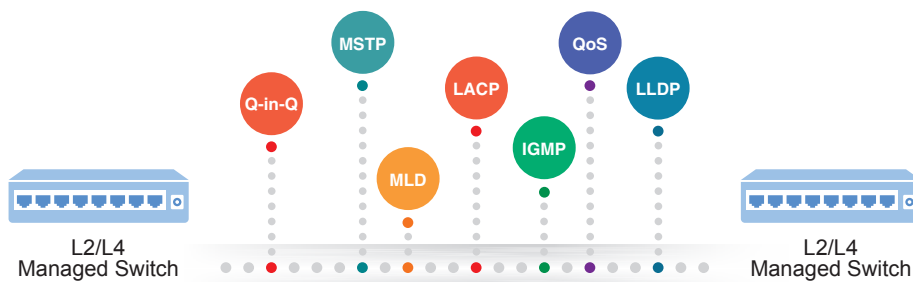 MSTP
QoS
Q-in-Q
LACP
LLDP
IGMP
MLD
L2/L4
Managed Switch
L2/L4
Managed Switch